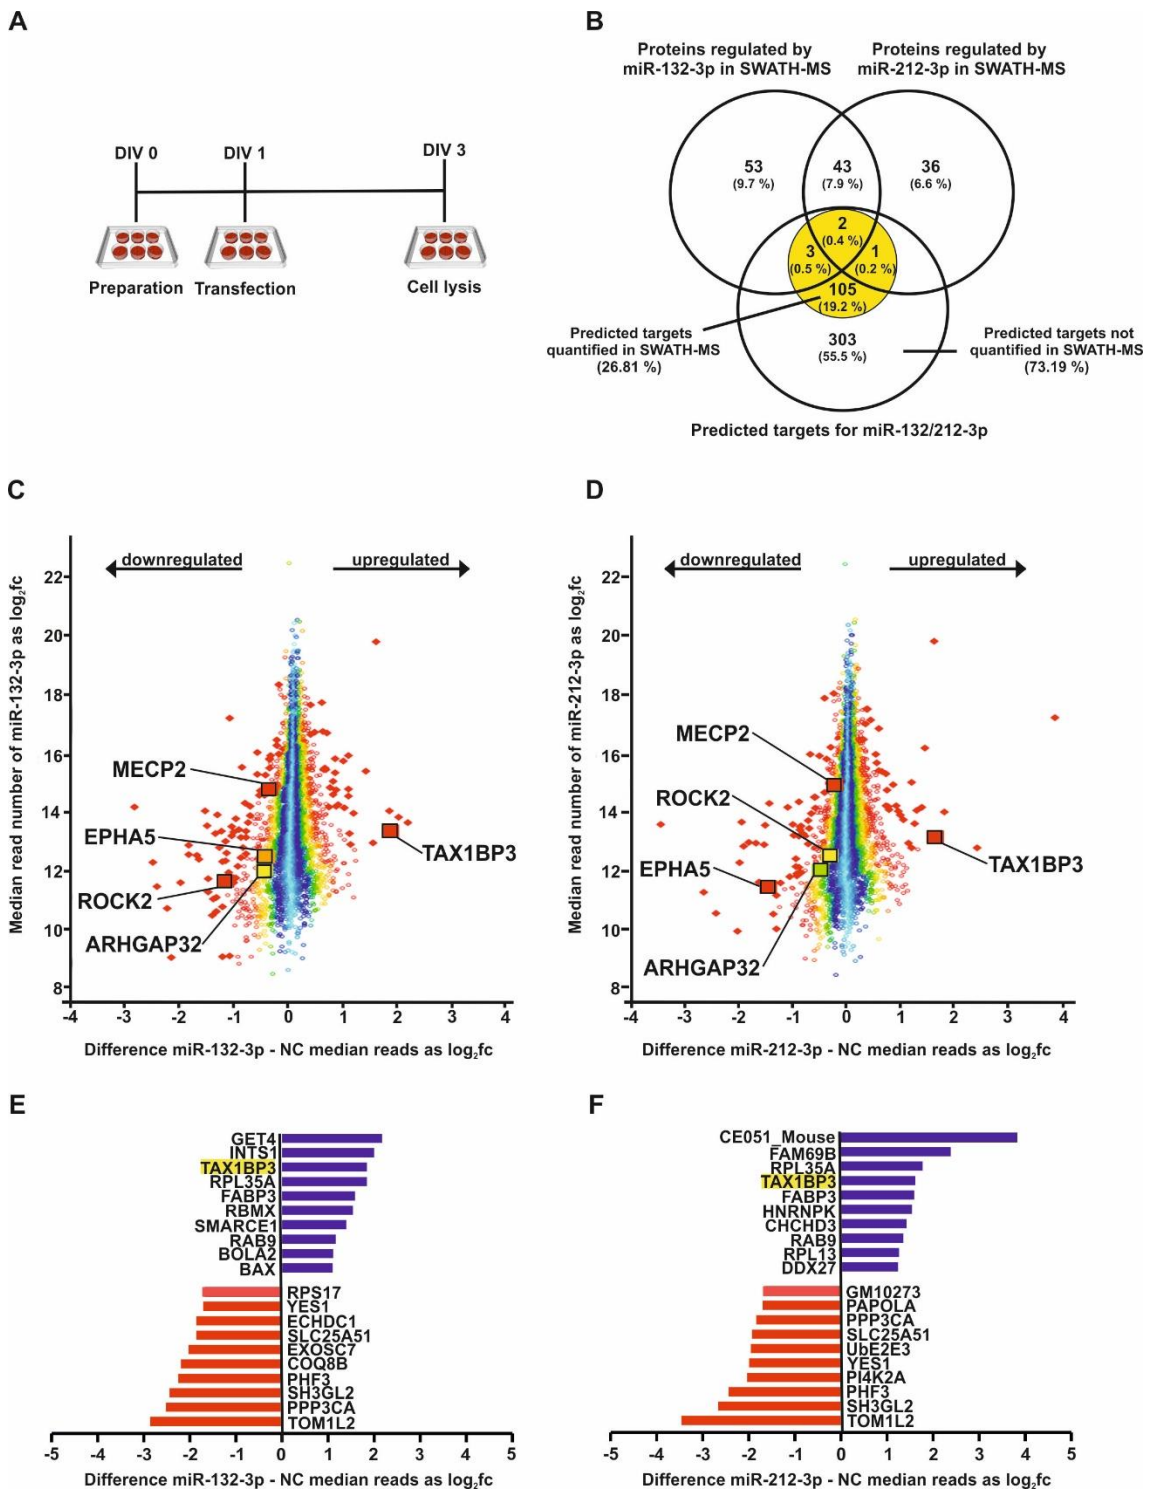 A
DIV 0
DIV 1
DIV 3
Preparation
Transfection
Cell lysis
B
Proteins regulated by
miR-132-3p in SWATH-MS
Proteins regulated by
miR-212-3p in SWATH-MS
53
(9.7 %)
43
(7.9 %)
36
(6.6 %)
2
(0.4 %)
3
(0.5 %)
1
(0.2 %)
105
(19.2 %)
303
(55.5 %)
Predicted targets
quantified in SWATH-MS
(26.81 %)
Predicted targets not
quantified in SWATH-MS
(73.19 %)
Predicted targets for miR-132/212-3p
C
downregulated
upregulated
Median read number of miR-132-3p as log₂fc
22
20
18
16
14
12
10
8
MECP2
EPHA5
ROCK2
ARHGAP32
TAX1BP3
-4 -3 -2 -1 0 1 2 3 4
Difference miR-132-3p - NC median reads as log₂fc
D
downregulated
upregulated
Median read number of miR-212-3p as log₂fc
22
20
18
16
14
12
10
8
MECP2
ROCK2
EPHA5
ARHGAP32
TAX1BP3
-4 -3 -2 -1 0 1 2 3 4
Difference miR-212-3p - NC median reads as log₂fc
E
GET4
INTS1
TAX1BP3
RPL35A
FABP3
RBMX
SMARCE1
RAB9
BOLA2
BAX
RPS17
YES1
ECHDC1
SLC25A51
EXOSC7
COQ8B
PHF3
SH3GL2
PPP3CA
TOM1L2
-5 -4 -3 -2 -1 0 1 2 3 4 5
Difference miR-132-3p - NC median reads as log₂fc
F
CE051_Mouse
FAM69B
RPL35A
TAX1BP3
FABP3
HNRNPK
CHCHD3
RAB9
RPL13
DDX27
GM10273
PAPOLA
PPP3CA
SLC25A51
UbE2E3
YES1
PI4K2A
PHF3
SH3GL2
TOM1L2
-5 -4 -3 -2 -1 0 1 2 3 4 5
Difference miR-212-3p - NC median reads as log₂fc